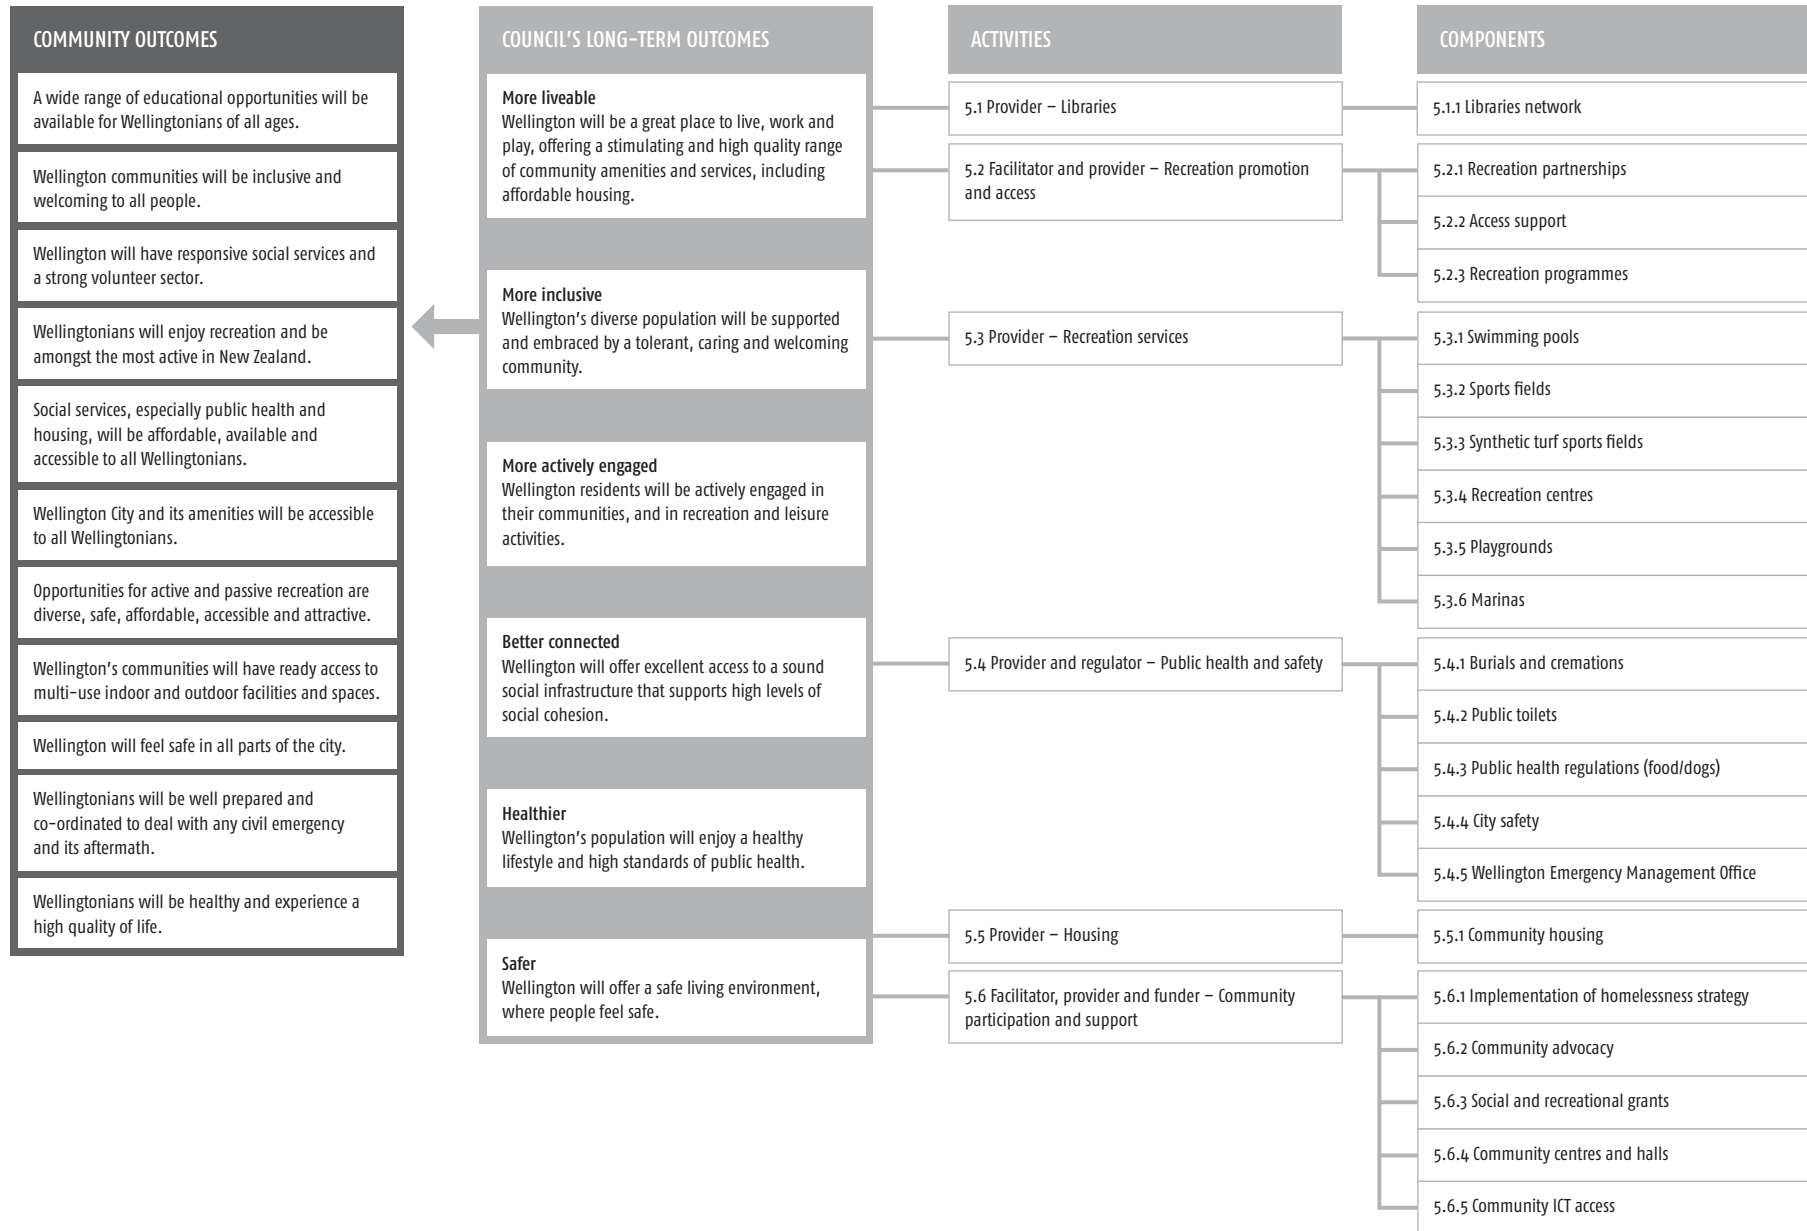 COMMUNITY OUTCOMES
A wide range of educational opportunities will be
available for Wellingtonians of all ages.
Wellington communities will be inclusive and
welcoming to all people.
Wellington will have responsive social services and
a strong volunteer sector.
Wellingtonians will enjoy recreation and be
amongst the most active in New Zealand.
Social services, especially public health and
housing, will be affordable, available and
accessible to all Wellingtonians.
Wellington City and its amenities will be accessible
to all Wellingtonians.
Opportunities for active and passive recreation are
diverse, safe, affordable, accessible and attractive.
Wellington's communities will have ready access to
multi-use indoor and outdoor facilities and spaces.
Wellington will feel safe in all parts of the city.
Wellingtonians will be well prepared and
co-ordinated to deal with any civil emergency
and its aftermath.
Wellingtonians will be healthy and experience a
high quality of life.
COUNCIL'S LONG-TERM OUTCOMES
More liveable
Wellington will be a great place to live, work and
play, offering a stimulating and high quality range
of community amenities and services, including
affordable housing.
More inclusive
Wellington's diverse population will be supported
and embraced by a tolerant, caring and welcoming
community.
More actively engaged
Wellington residents will be actively engaged in
their communities, and in recreation and leisure
activities.
Better connected
Wellington will offer excellent access to a sound
social infrastructure that supports high levels of
social cohesion.
Healthier
Wellington's population will enjoy a healthy
lifestyle and high standards of public health.
Safer
Wellington will offer a safe living environment,
where people feel safe.
ACTIVITIES
5.1 Provider – Libraries
5.2 Facilitator and provider – Recreation promotion
and access
5.3 Provider – Recreation services
5.4 Provider and regulator – Public health and safety
5.5 Provider – Housing
5.6 Facilitator, provider and funder – Community
participation and support
COMPONENTS
5.1.1 Libraries network
5.2.1 Recreation partnerships
5.2.2 Access support
5.2.3 Recreation programmes
5.3.1 Swimming pools
5.3.2 Sports fields
5.3.3 Synthetic turf sports fields
5.3.4 Recreation centres
5.3.5 Playgrounds
5.3.6 Marinas
5.4.1 Burials and cremations
5.4.2 Public toilets
5.4.3 Public health regulations (food/dogs)
5.4.4 City safety
5.4.5 Wellington Emergency Management Office
5.5.1 Community housing
5.6.1 Implementation of homelessness strategy
5.6.2 Community advocacy
5.6.3 Social and recreational grants
5.6.4 Community centres and halls
5.6.5 Community ICT access